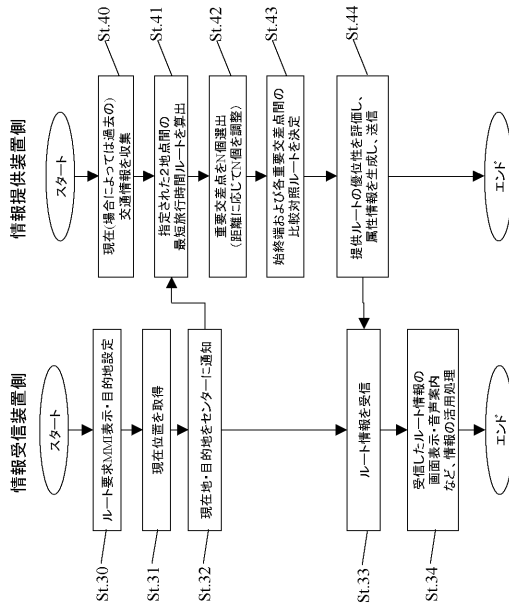 情報受信装置側
スタート
St.30
ルート要求MMI表示・目的地設定
St.31
現在位置を取得
St.32
現在地・目的地をセンターに通知
St.33
ルート情報を受信
St.34
受信したルート情報の
画面表示・音声案内
など、情報の活用処理
エンド
情報提供装置側
スタート
St.40
現在(場合によっては過去の)
交通情報を収集
St.41
指定された2地点間の
最短旅行時間ルートを算出
St.42
重要交差点をN個選出
(距離に応じてN個を調整)
St.43
始終端および各重要交差点間の
比較対照ルートを決定
St.44
提供ルートの優位性を評価し、
属性情報を生成し、送信
エンド